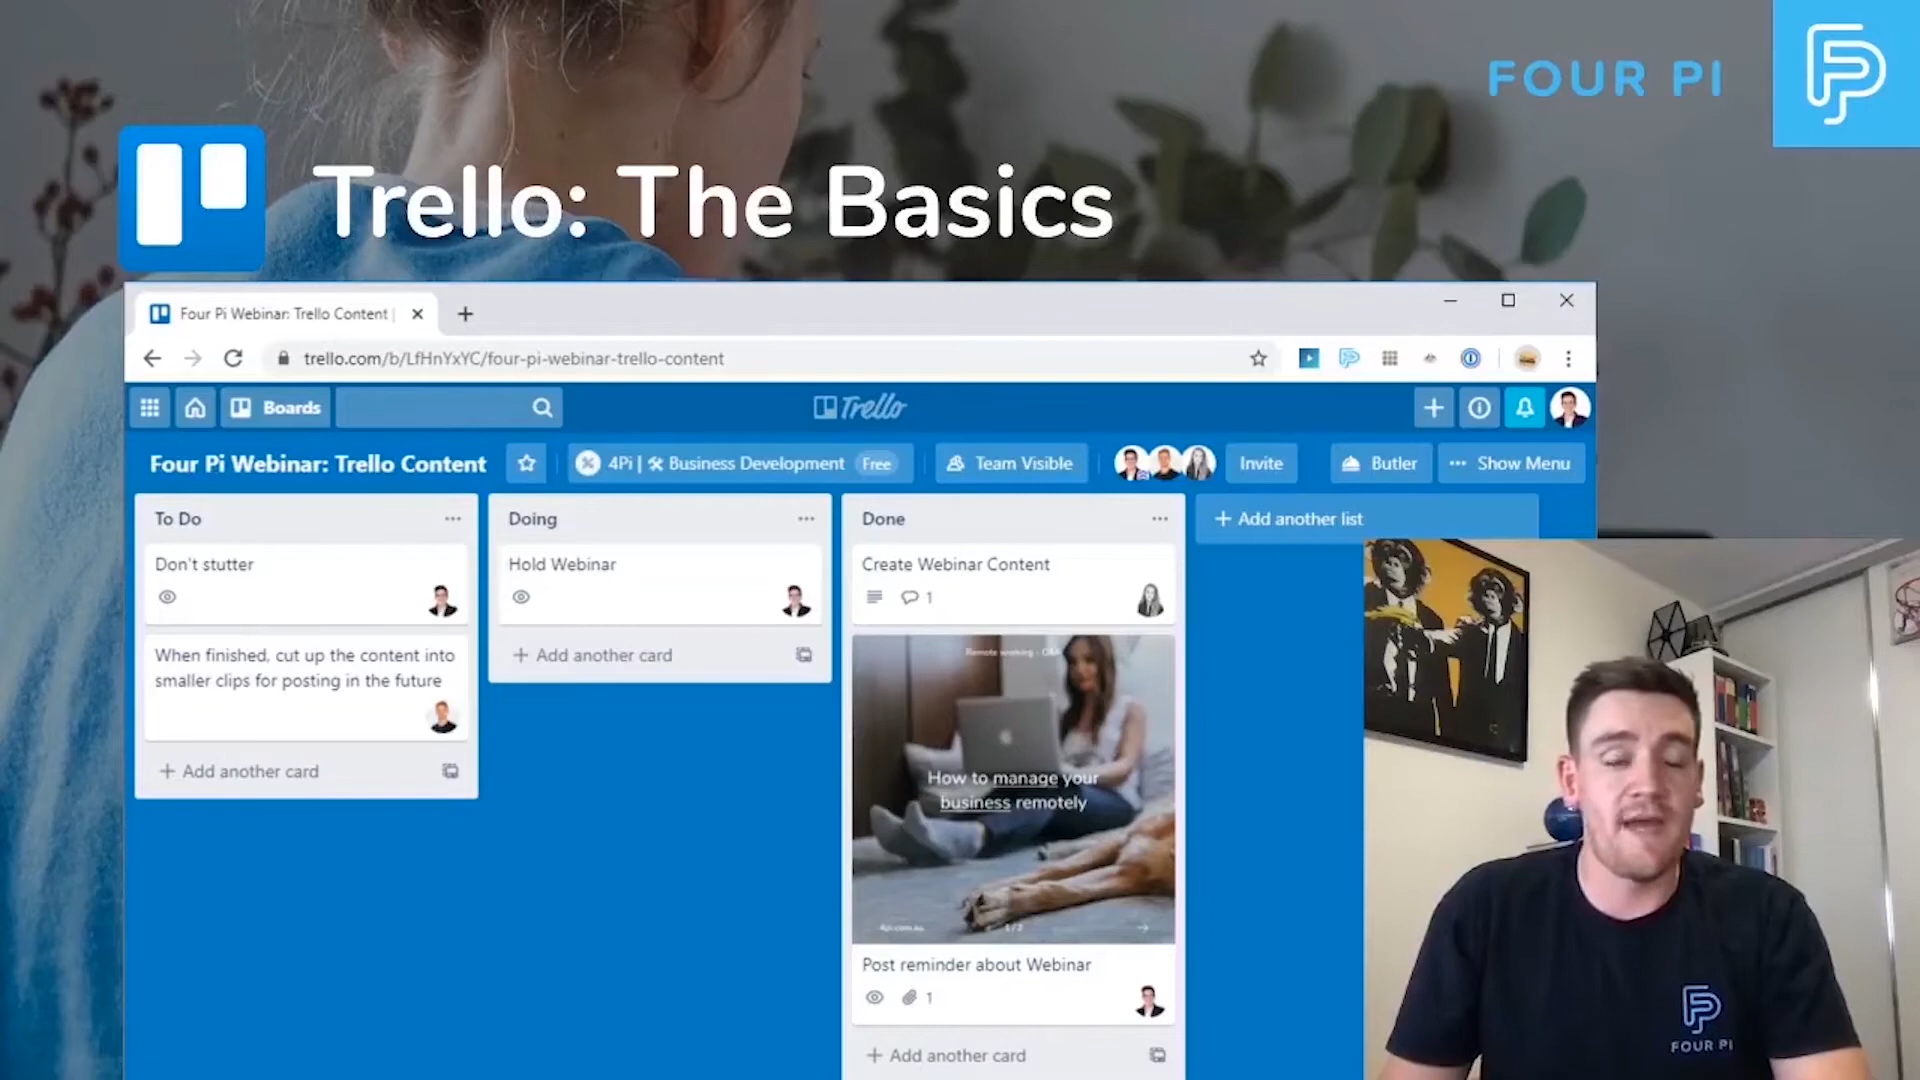 FOUR PI
Trello: The Basics
Four Pi Webinar: Trello Content |
trello.com/b/LfHnYxYC/four-pi-webinar-trello-content
Boards
Trello
Four Pi Webinar: Trello Content
4Pi | 🛠 Business Development Free
Team Visible
Invite
Butler
Show Menu
To Do
Don't stutter
When finished, cut up the content into
smaller clips for posting in the future
+ Add another card
Doing
Hold Webinar
+ Add another card
Done
Create Webinar Content
1
Remote working -
How to manage your
business remotely
1/2
Post reminder about Webinar
1
+ Add another card
+ Add another list
FOUR PI